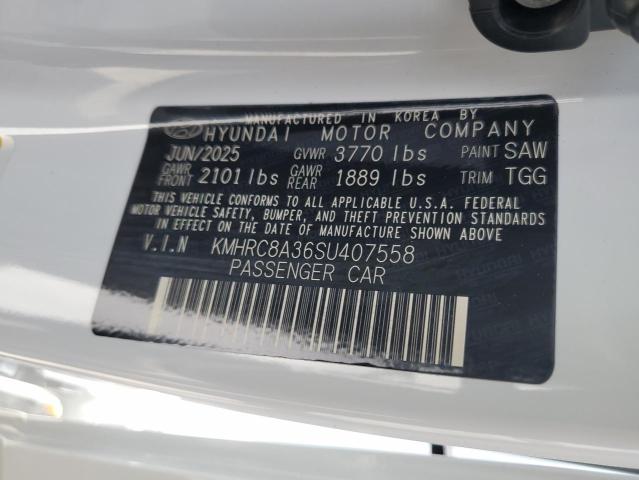 MANUFACTURED IN KOREA BY
HYUNDAI MOTOR COMPANY
JUN/2025 GVWR 3770 lbs PAINT SAW
GAWR FRONT 2101 lbs GAWR REAR 1889 lbs TRIM TGG
THIS VEHICLE CONFORMS TO ALL APPLICABLE U.S.A. FEDERAL
MOTOR VEHICLE SAFETY, BUMPER, AND THEFT PREVENTION STANDARDS
IN EFFECT ON THE DATE OF MANUFACTURE SHOWN ABOVE.
V.I.N KMHRC8A36SU407558
PASSENGER CAR